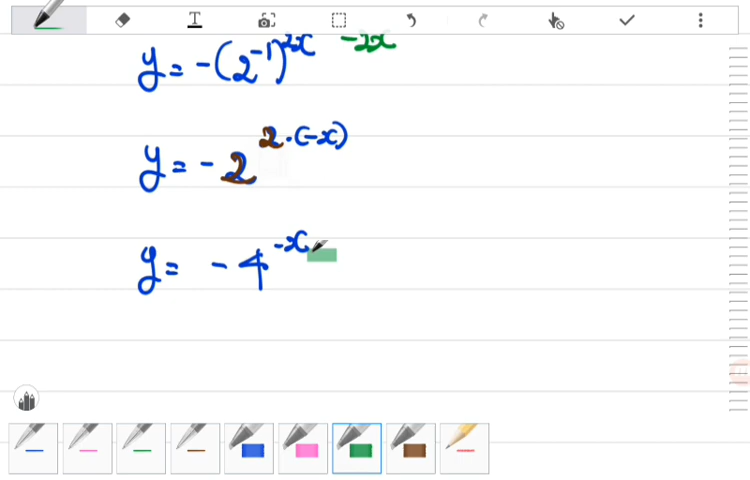 T
y = -(2^-1)^2x -2x
y = -2^2·(-x)
y = -4^-x